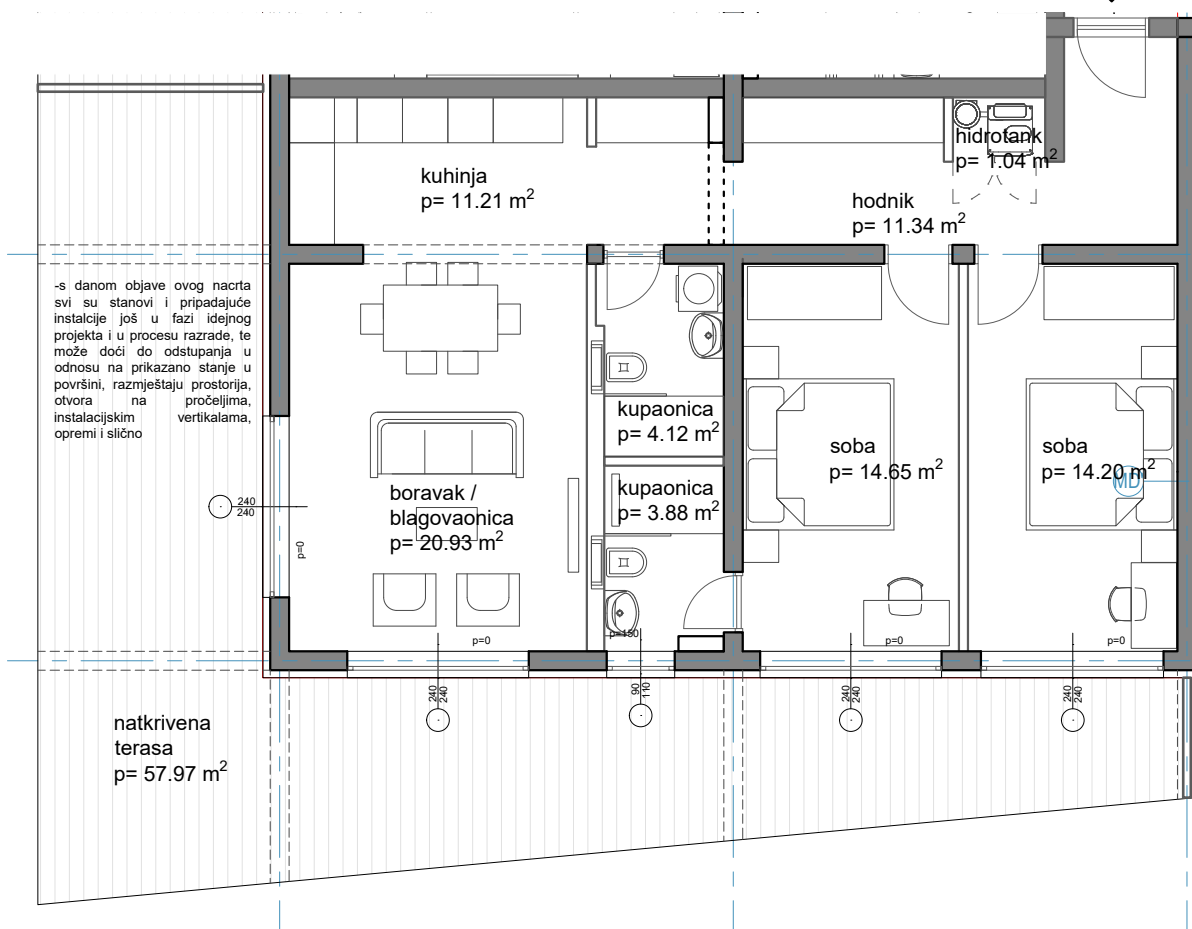 hidrotank
p= 1.04 m²
kuhinja
p= 11.21 m²
hodnik
p= 11.34 m²
-s danom objave ovog nacrta
svi su stanovi i pripadajuće
instalcije još u fazi idejnog
projekta i u procesu razrade, te
može doći do odstupanja u
odnosu na prikazano stanje u
površini, razmještaju prostorija,
otvora na pročeljima,
instalacijskim vertikalama,
opremi i slično
kupaonica
p= 4.12 m²
soba
p= 14.65 m²
soba
p= 14.20 m²
MD
boravak /
blagovaonica
p= 20.93 m²
kupaonica
p= 3.88 m²
240
240
p=0
p=0
p=150
p=0
p=0
240
240
90
110
240
240
240
240
natkrivena
terasa
p= 57.97 m²